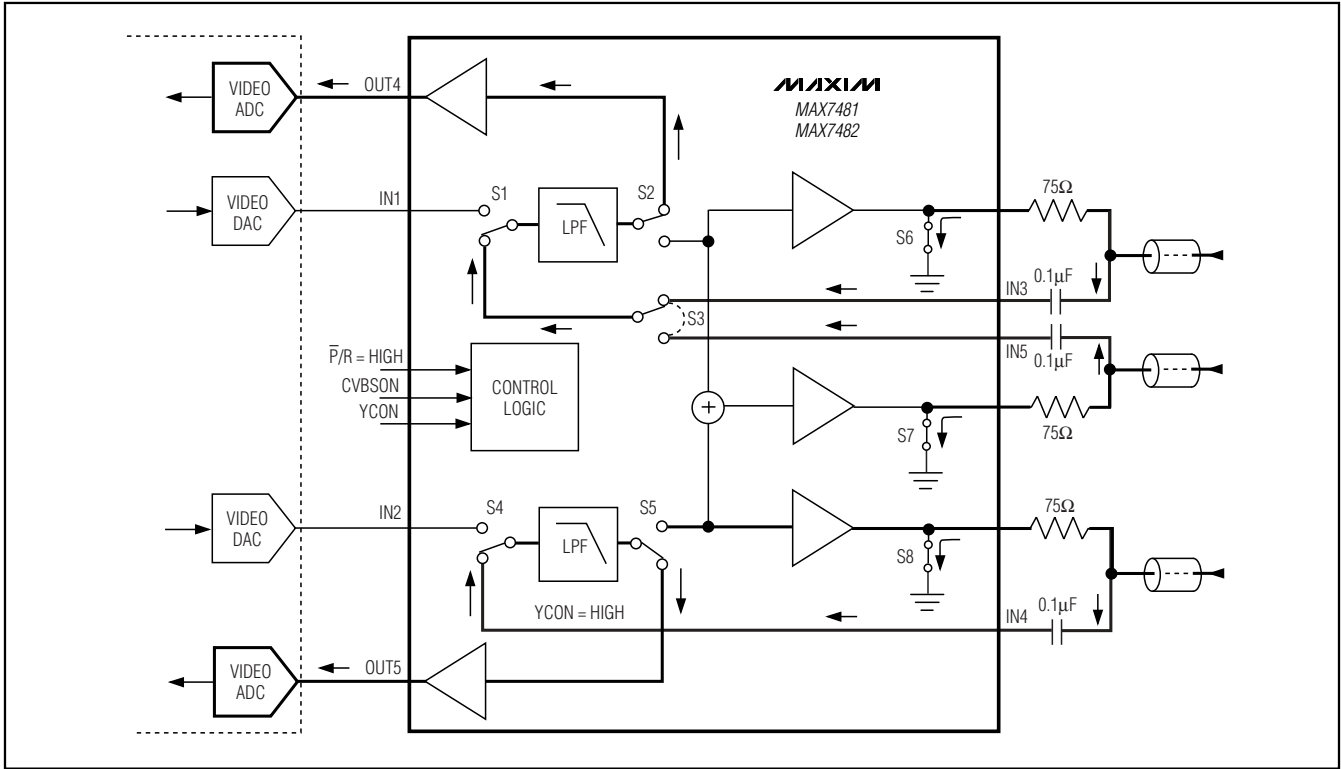 VIDEO
ADC
OUT4
MAXIM
MAX7481
MAX7482
VIDEO
DAC
IN1
S1
LPF
S2
75Ω
S6
IN3
0.1µF
S3
IN5
0.1µF
P̅/R = HIGH
CVBSON
YCON
CONTROL
LOGIC
+
S7
75Ω
VIDEO
DAC
IN2
S4
LPF
S5
75Ω
S8
YCON = HIGH
IN4
0.1µF
VIDEO
ADC
OUT5